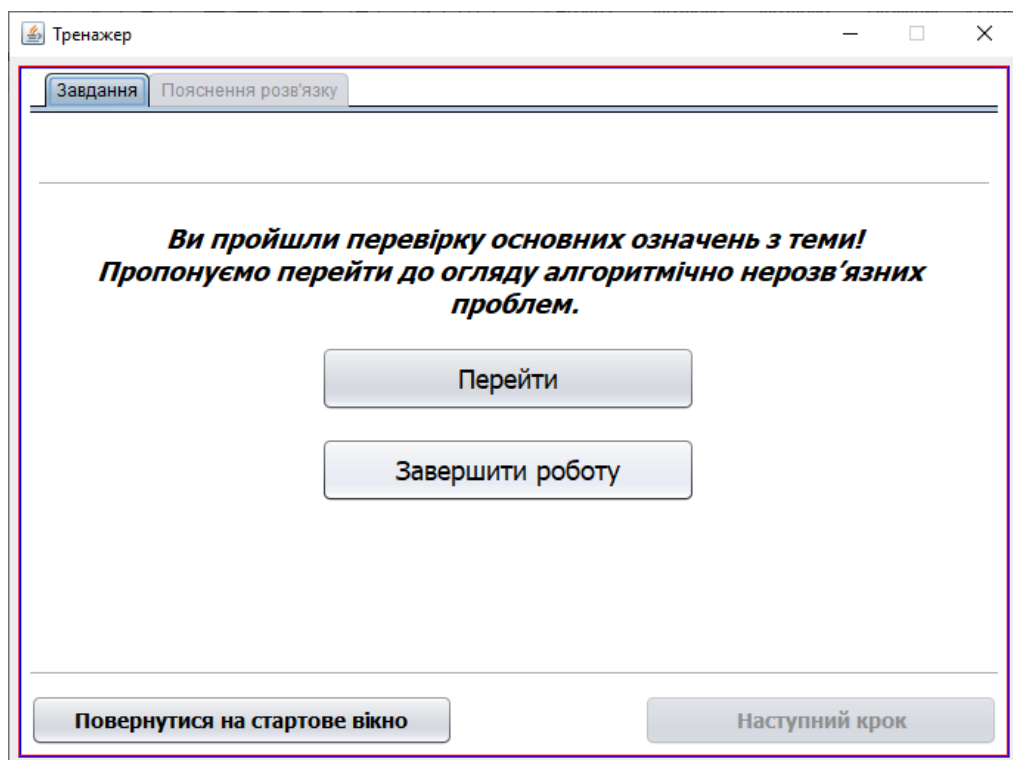 Тренажер
Завдання Пояснення розв'язку
Ви пройшли перевірку основних означень з теми!
Пропонуємо перейти до огляду алгоритмічно нерозв’язних
проблем.
Перейти
Завершити роботу
Повернутися на стартове вікно Наступний крок